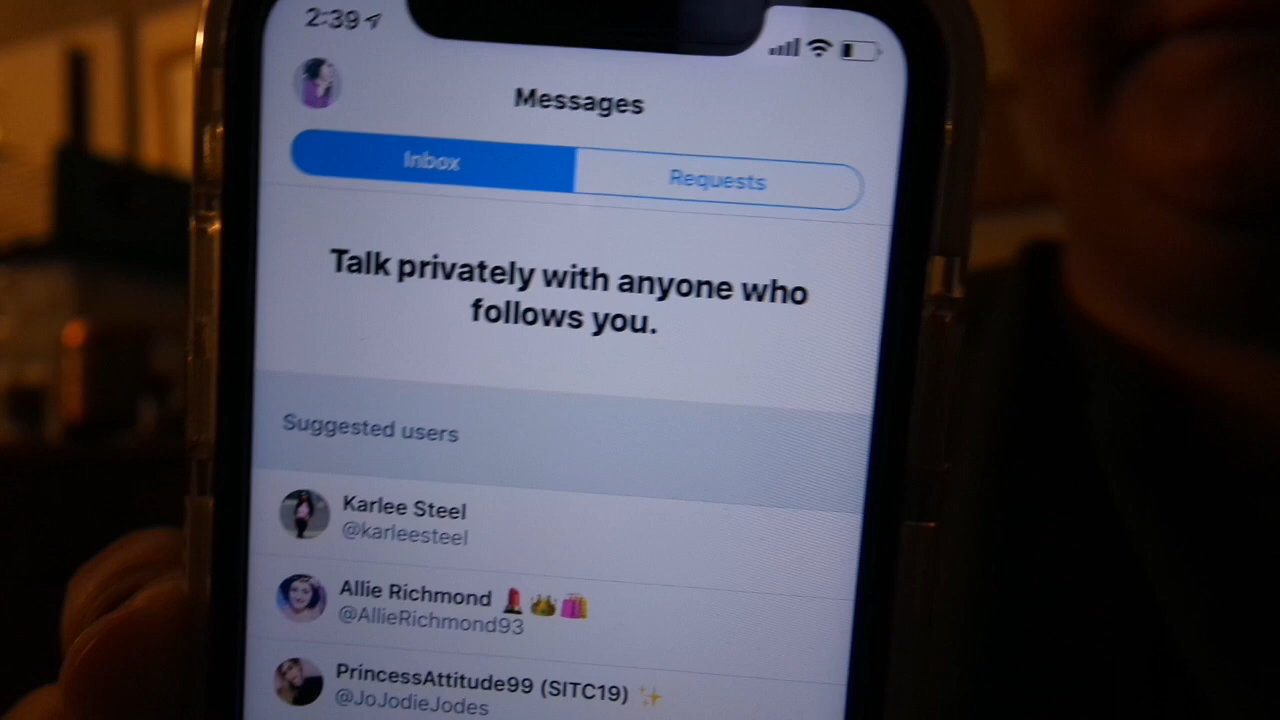 2:39
Messages
Inbox
Requests
Talk privately with anyone who
follows you.
Suggested users
Karlee Steel
@karleesteel
Allie Richmond 💄👑🛍️
@AllieRichmond93
PrincessAttitude99 (SITC19) ✨
@JoJodieJodes